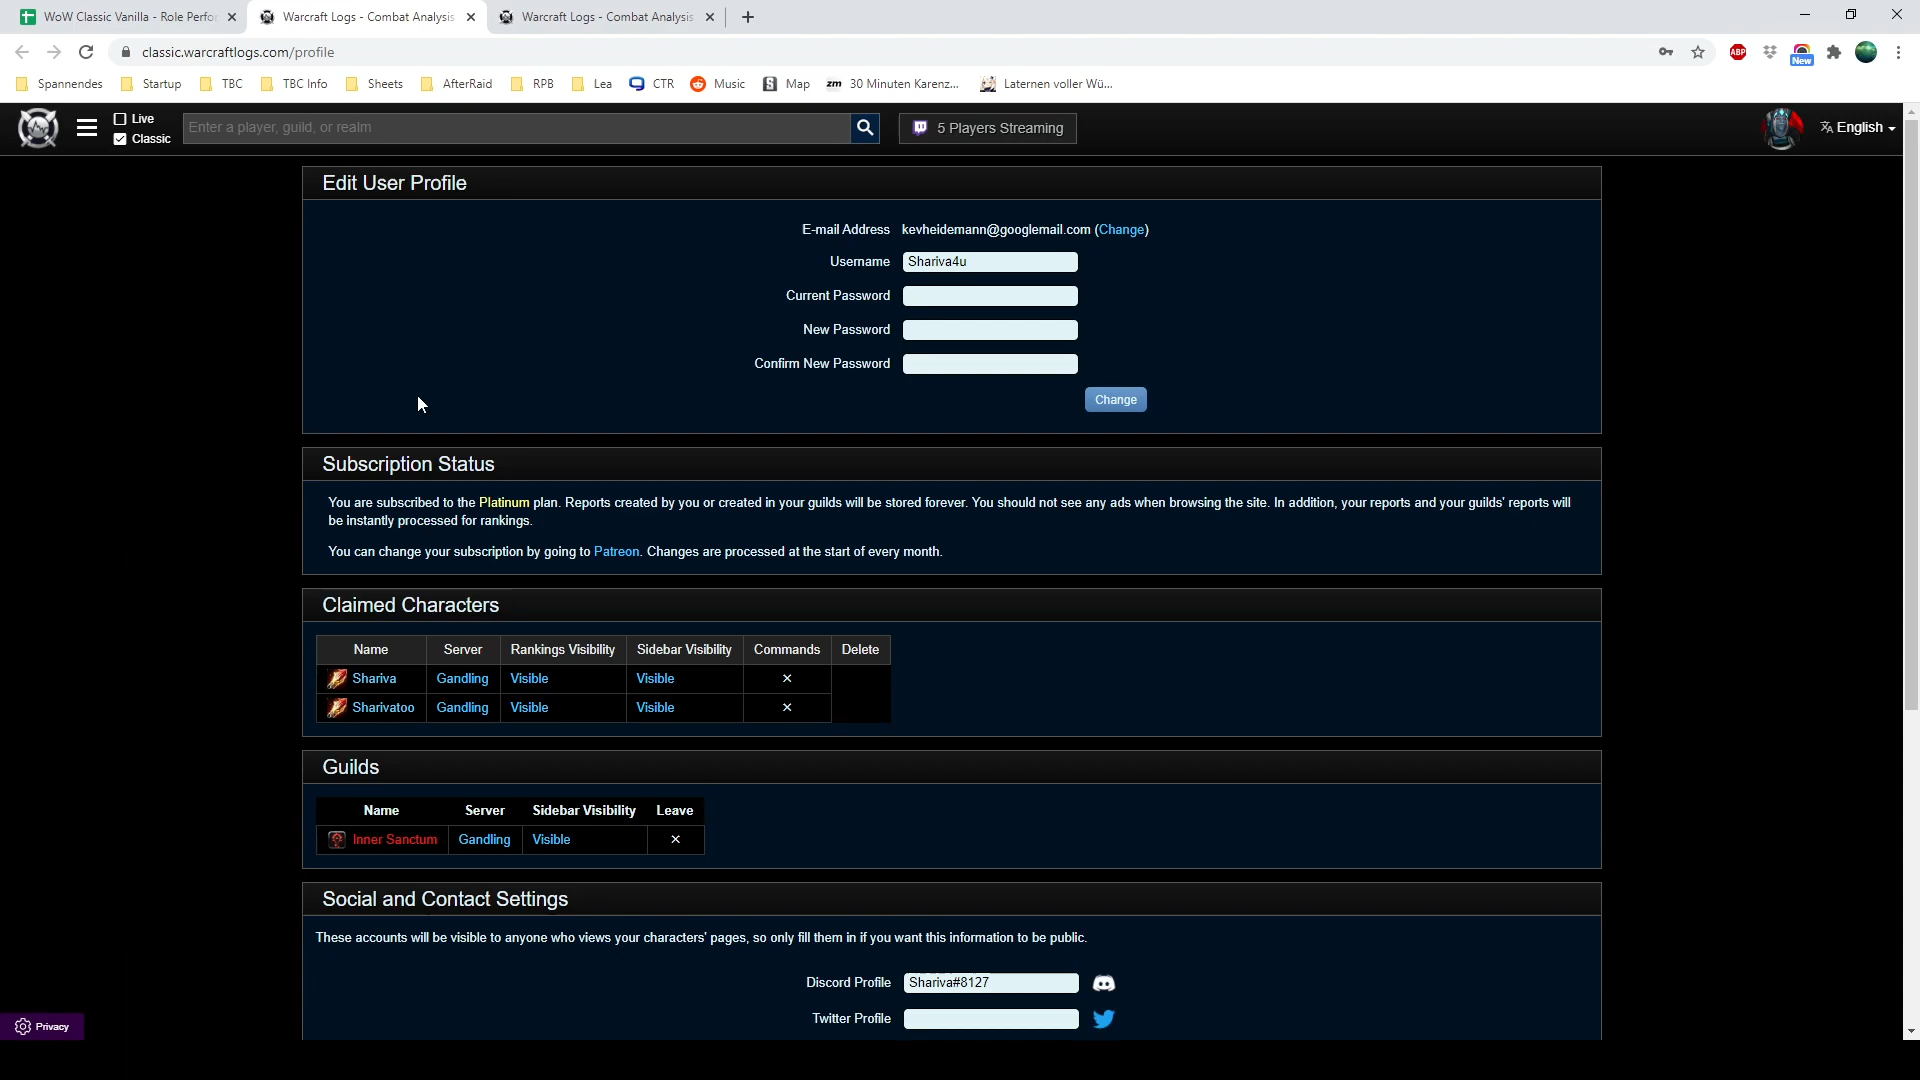 WoW Classic Vanilla - Role Perfor
Warcraft Logs - Combat Analysis
Warcraft Logs - Combat Analysis
classic.warcraftlogs.com/profile
ABP
New
Spannendes
Startup
TBC
TBC Info
Sheets
AfterRaid
RPB
Lea
CTR
Music
Map
zm 30 Minuten Karenz...
Laternen voller Wü...
Live
Classic
Enter a player, guild, or realm
5 Players Streaming
English
Edit User Profile
E-mail Address kevheidemann@googlemail.com (Change)
Username Shariva4u
Current Password
New Password
Confirm New Password
Change
Subscription Status
You are subscribed to the Platinum plan. Reports created by you or created in your guilds will be stored forever. You should not see any ads when browsing the site. In addition, your reports and your guilds' reports will
be instantly processed for rankings.
You can change your subscription by going to Patreon. Changes are processed at the start of every month.
Claimed Characters
Name Server Rankings Visibility Sidebar Visibility Commands Delete
Shariva Gandling Visible Visible ×
Sharivatoo Gandling Visible Visible ×
Guilds
Name Server Sidebar Visibility Leave
Inner Sanctum Gandling Visible ×
Social and Contact Settings
These accounts will be visible to anyone who views your characters' pages, so only fill them in if you want this information to be public.
Discord Profile Shariva#8127
Twitter Profile
Privacy